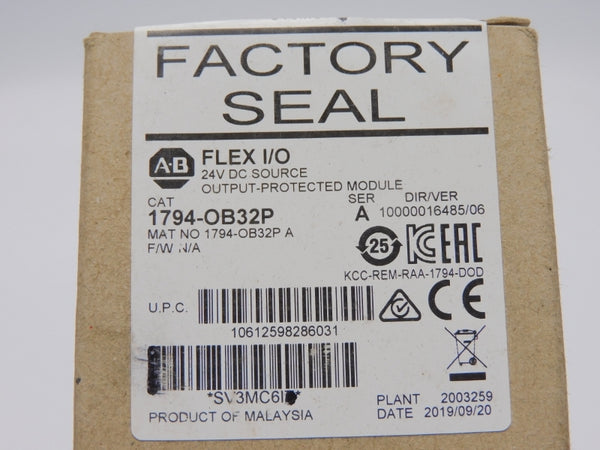 FACTORY
SEAL
A-B
FLEX I/O
24V DC SOURCE
OUTPUT-PROTECTED MODULE
CAT
SER
DIR/VER
1794-OB32P
A
10000016485/06
MAT NO 1794-OB32P A
F/W N/A
25
KC
EAC
KCC-REM-RAA-1794-DOD
U.P.C.
10612598286031
CE
PLANT 2003259
PRODUCT OF MALAYSIA
DATE 2019/09/20